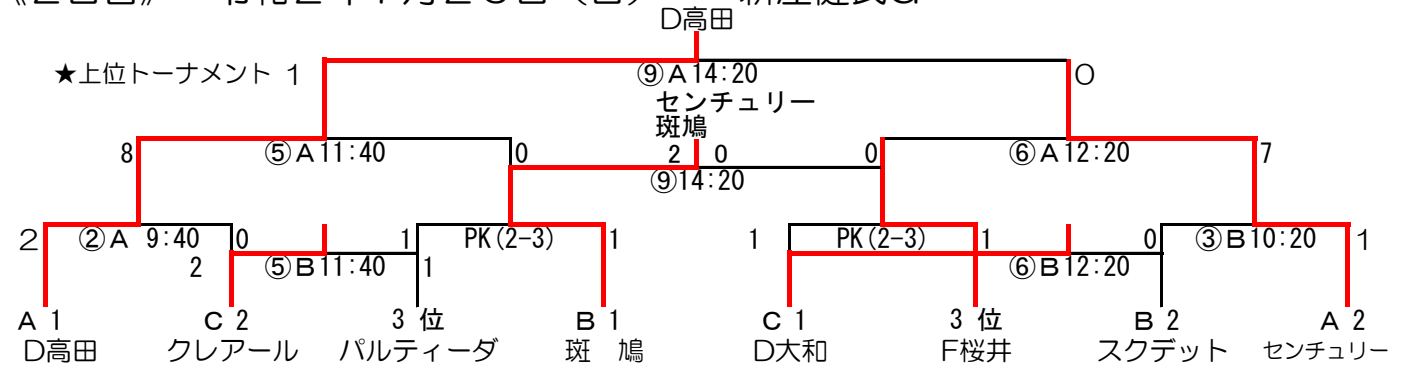 D高田
★上位トーナメント 1
⑨A14:20
0
センチュリー
斑鳩
8
⑤A11:40
0
2 0
0
⑥A12:20
7
⑨14:20
2
②A 9:40
0
1
PK(2-3)
1
1
PK(2-3)
1
0
③B10:20
1
2
⑤B11:40
1
⑥B12:20
A 1
C 2
3 位
B 1
C 1
3 位
B 2
A 2
D高田
クレアール
パルティーダ
斑 鳩
D大和
F桜井
スクデット
センチュリー